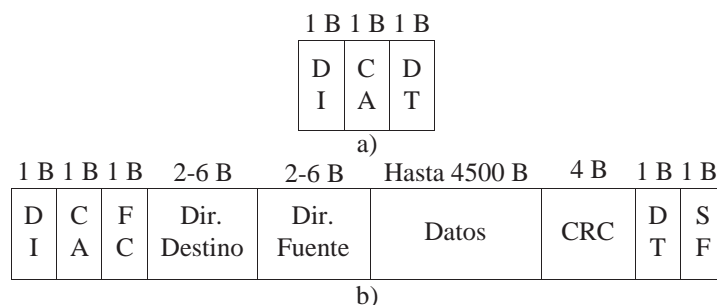 1 B 1 B 1 B
D C D
I A T
a)
1 B 1 B 1 B 2-6 B 2-6 B Hasta 4500 B 4 B 1 B 1 B
D C F Dir. Dir. Datos CRC D S
I A C Destino Fuente T F
b)